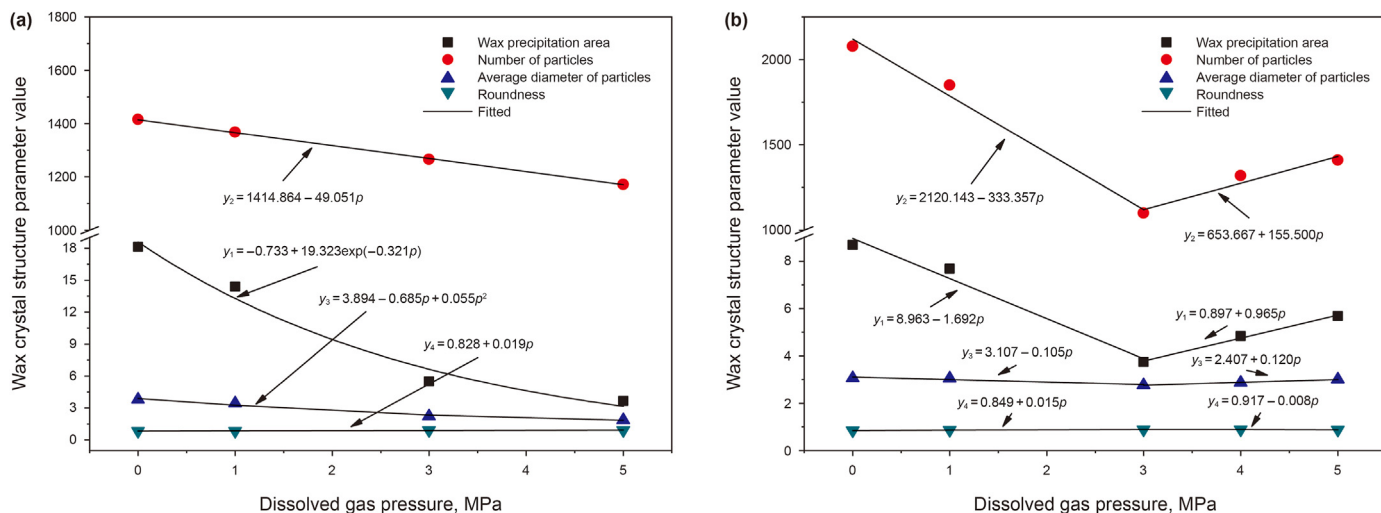 (a)
Wax crystal structure parameter value
1800
1600
1400
1200
1000
18
15
12
9
6
3
0
Wax precipitation area
Number of particles
Average diameter of particles
Roundness
Fitted
y₂ = 1414.864 – 49.051p
y₁ = –0.733 + 19.323exp(–0.321p)
y₃ = 3.894 – 0.685p + 0.055p²
y₄ = 0.828 + 0.019p
0 1 2 3 4 5
Dissolved gas pressure, MPa
(b)
Wax crystal structure parameter value
2000
1500
1000
8
6
4
2
0
Wax precipitation area
Number of particles
Average diameter of particles
Roundness
Fitted
y₂ = 2120.143 – 333.357p
y₂ = 653.667 + 155.500p
y₁ = 8.963 – 1.692p
y₁ = 0.897 + 0.965p
y₃ = 3.107 – 0.105p
y₃ = 2.407 + 0.120p
y₄ = 0.849 + 0.015p
y₄ = 0.917 – 0.008p
0 1 2 3 4 5
Dissolved gas pressure, MPa